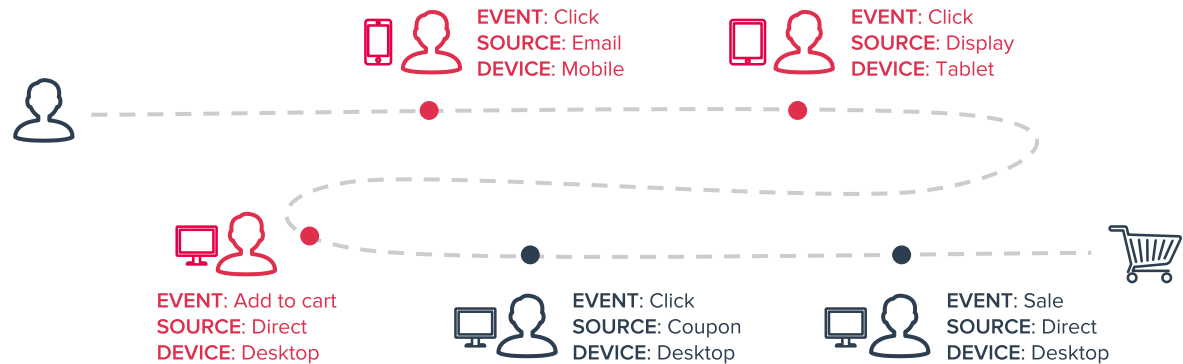 EVENT: Click
SOURCE: Email
DEVICE: Mobile
EVENT: Click
SOURCE: Display
DEVICE: Tablet
EVENT: Add to cart
SOURCE: Direct
DEVICE: Desktop
EVENT: Click
SOURCE: Coupon
DEVICE: Desktop
EVENT: Sale
SOURCE: Direct
DEVICE: Desktop